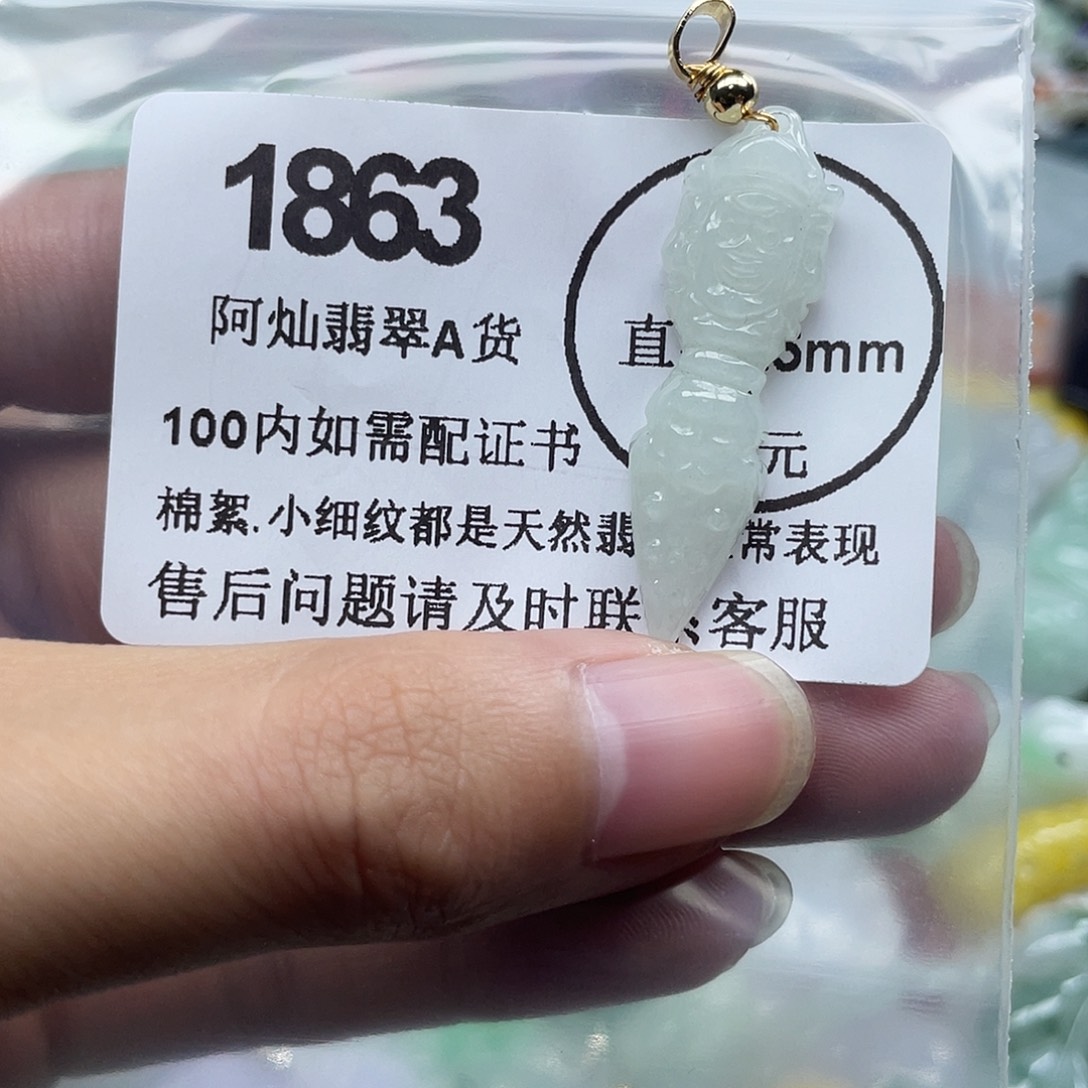 1863
阿灿翡翠A货
直 mm
元
100内如需配证书
棉絮.小细纹都是天然翡 常表现
售后问题请及时联 客服